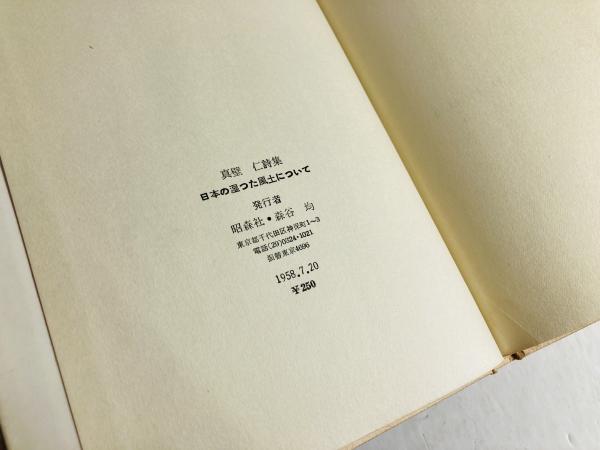 真壁 仁詩集
日本の湿つた風土について
発行者
昭森社・森谷 均
東京都千代田区神保町1~3
電話(29)0324・1021
振替東京4096
1958.7.20
¥250